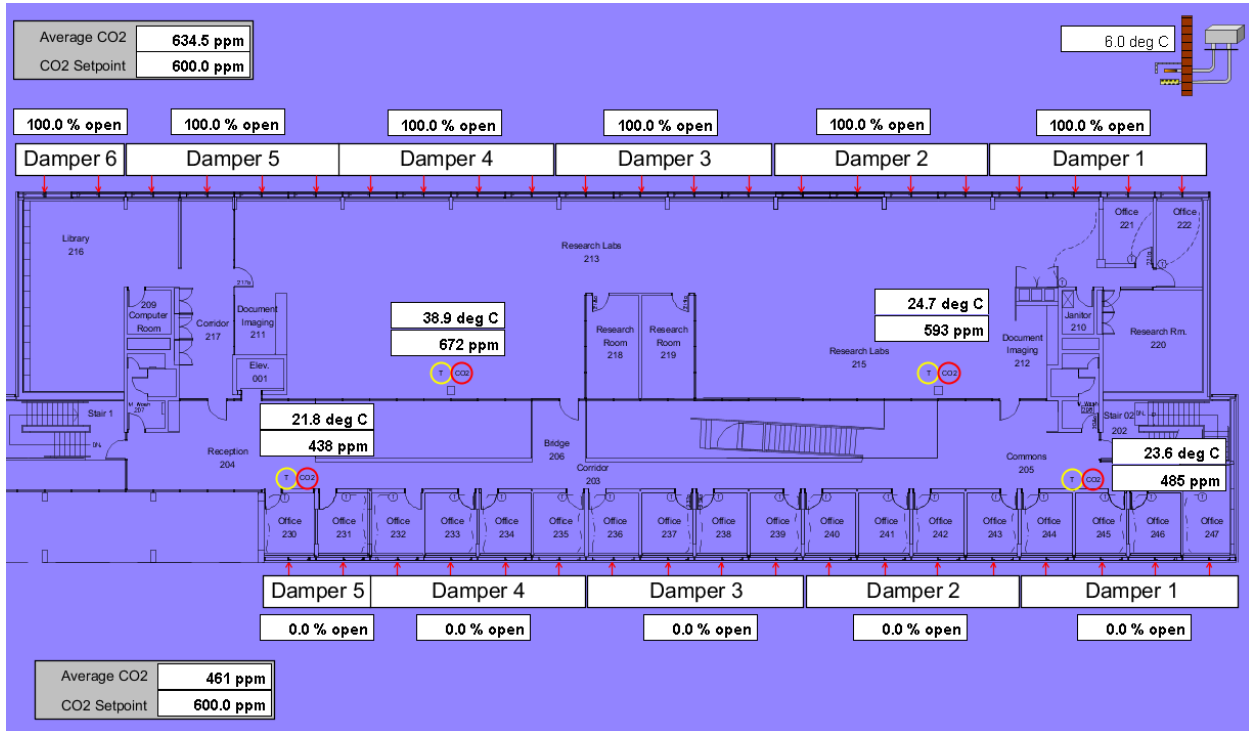 Average CO2 634.5 ppm
CO2 Setpoint 600.0 ppm
6.0 deg C
100.0 % open 100.0 % open 100.0 % open 100.0 % open 100.0 % open 100.0 % open
Damper 6 Damper 5 Damper 4 Damper 3 Damper 2 Damper 1
Library
216
Research Labs
213
Office
221
Office
222
209
Computer
Room
Corridor
217
Document
Imaging
211
Elev.
001
38.9 deg C
672 ppm
T CO2
Research
Room
218
Research
Room
219
24.7 deg C
593 ppm
T CO2
Research Labs
215
Document
Imaging
212
Janitor
210
Research Rm.
220
Stair 1
207
Reception
204
21.8 deg C
438 ppm
T CO2
Bridge
206
Corridor
203
Commons
205
Stair 02
202
23.6 deg C
485 ppm
T CO2
Office
230
Office
231
Office
232
Office
233
Office
234
Office
235
Office
236
Office
237
Office
238
Office
239
Office
240
Office
241
Office
242
Office
243
Office
244
Office
245
Office
246
Office
247
Damper 5 Damper 4 Damper 3 Damper 2 Damper 1
0.0 % open 0.0 % open 0.0 % open 0.0 % open 0.0 % open
Average CO2 461 ppm
CO2 Setpoint 600.0 ppm